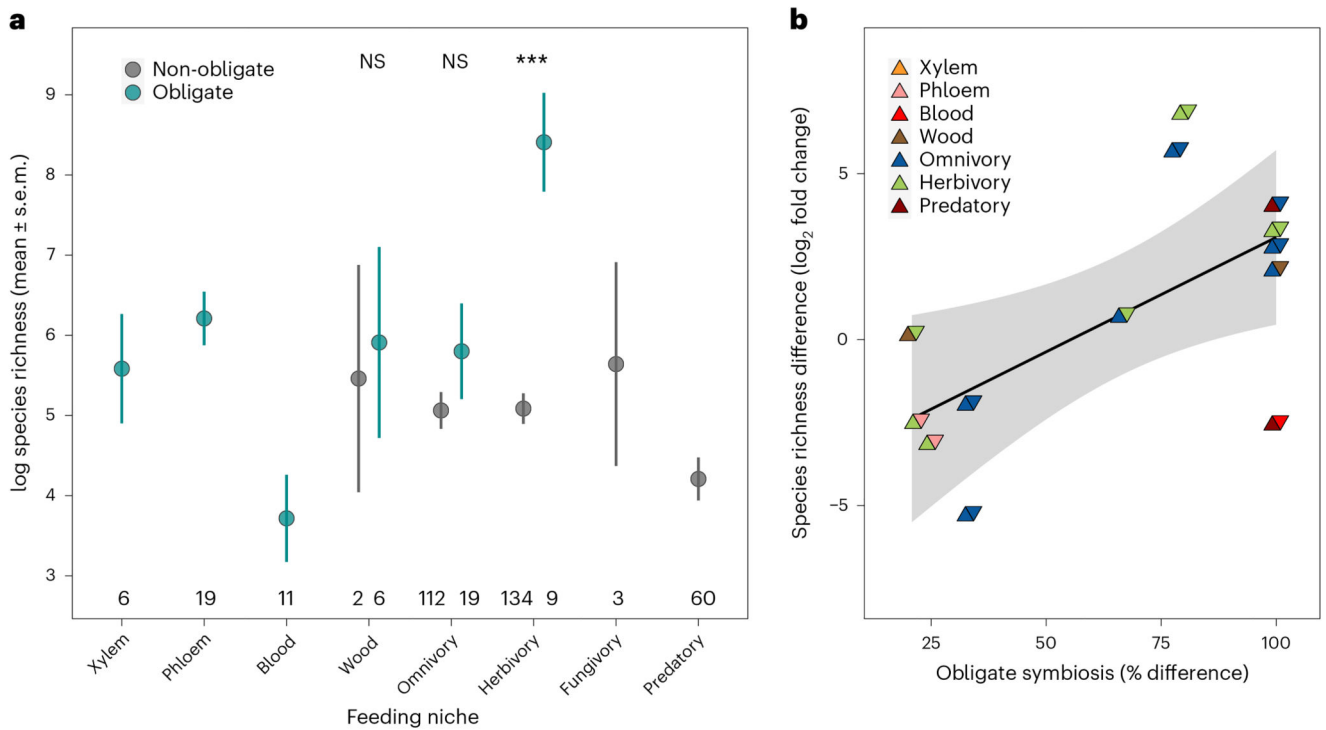 a
Non-obligate
Obligate
NS NS ***
log species richness (mean ± s.e.m.)
9
8
7
6
5
4
3
6 19 11 2 6 112 19 134 9 3 60
Xylem Phloem Blood Wood Omnivory Herbivory Fungivory Predatory
Feeding niche
b
Xylem
Phloem
Blood
Wood
Omnivory
Herbivory
Predatory
Species richness difference (log2 fold change)
5
0
−5
25 50 75 100
Obligate symbiosis (% difference)